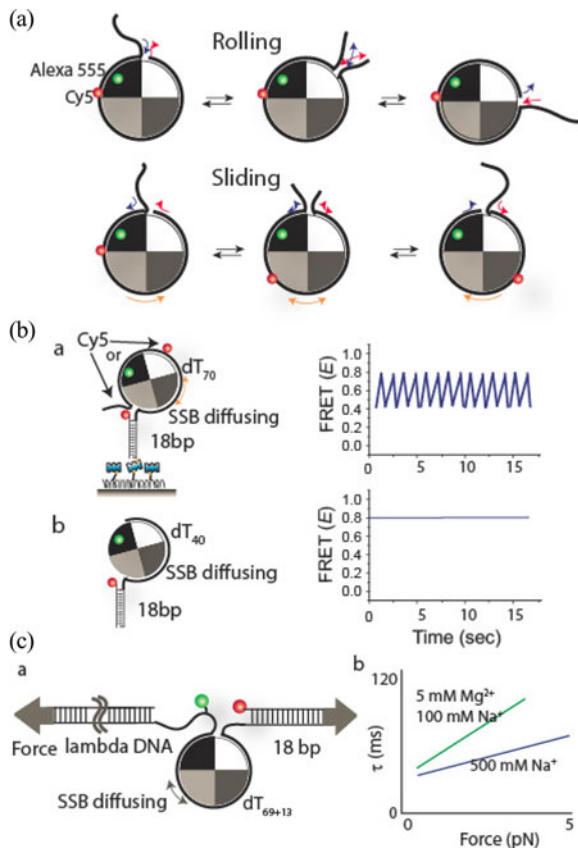 (a)
Rolling
Alexa 555
Cy5
Sliding
(b)
a
Cy5
or
dT70
SSB diffusing
18bp
FRET (E)
1.0
0.8
0.6
0.4
0.2
0.0
0 5 10 15
b
dT40
SSB diffusing
18bp
FRET (E)
1.0
0.8
0.6
0.4
0.2
0.0
0 5 10 15
Time (sec)
(c)
a
Force
lambda DNA
18 bp
SSB diffusing
dT69+13
b
120
τ (ms)
0
5 mM Mg2+
100 mM Na+
500 mM Na+
0 5
Force (pN)